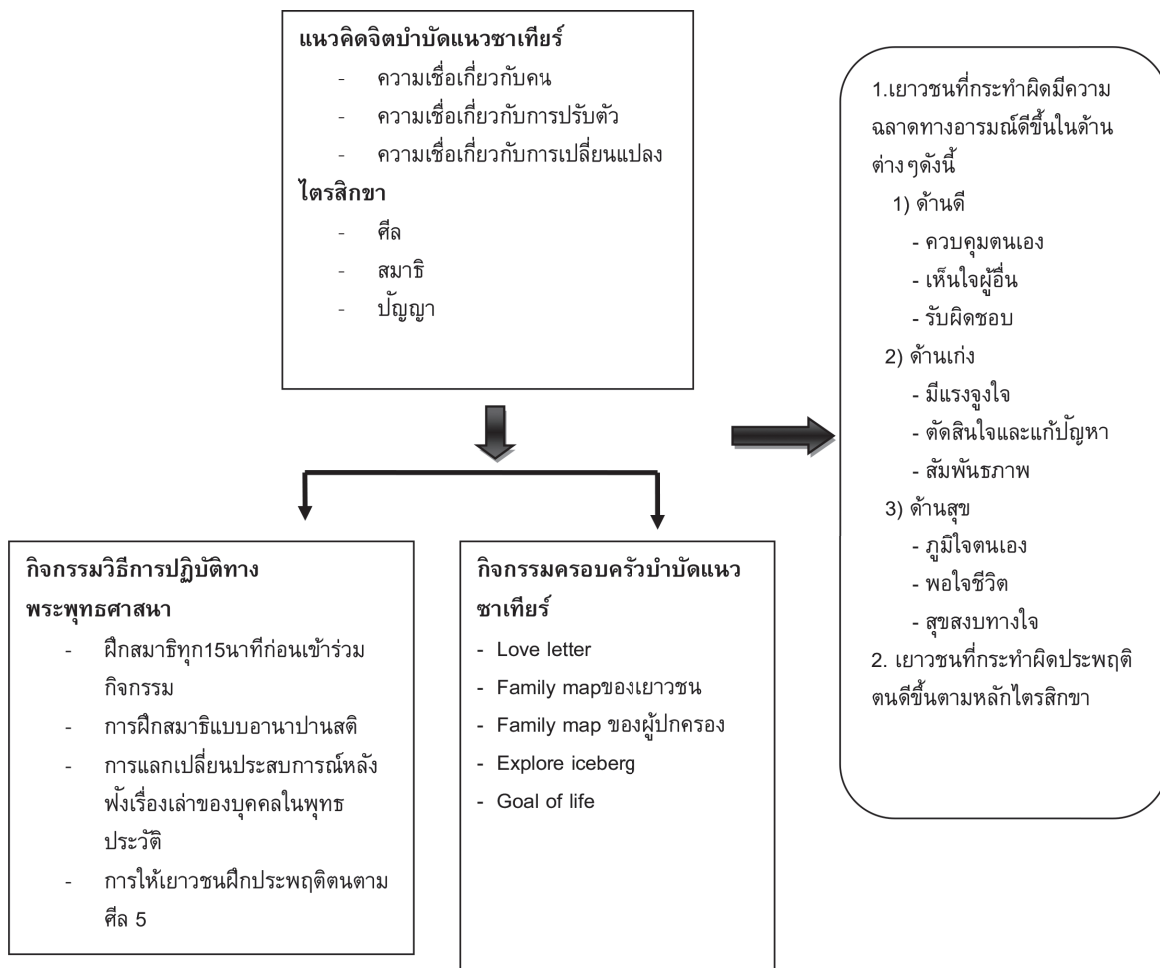 แนวคิดจิตบำบัดแนวซาเทียร์
- ความเชื่อเกี่ยวกับคน
- ความเชื่อเกี่ยวกับการปรับตัว
- ความเชื่อเกี่ยวกับการเปลี่ยนแปลง
ไตรสิกขา
- ศีล
- สมาธิ
- ปัญญา
กิจกรรมวิธีการปฏิบัติทาง
พระพุทธศาสนา
- ฝึกสมาธิทุก15นาทีก่อนเข้าร่วม
กิจกรรม
- การฝึกสมาธิแบบอานาปานสติ
- การแลกเปลี่ยนประสบการณ์หลัง
ฟังเรื่องเล่าของบุคคลในพุทธ
ประวัติ
- การให้เยาวชนฝึกประพฤติตนตาม
ศีล 5
กิจกรรมครอบครัวบำบัดแนว
ซาเทียร์
- Love letter
- Family mapของเยาวชน
- Family map ของผู้ปกครอง
- Explore iceberg
- Goal of life
1.เยาวชนที่กระทำผิดมีความ
ฉลาดทางอารมณ์ดีขึ้นในด้าน
ต่างๆดังนี้
1) ด้านดี
- ควบคุมตนเอง
- เห็นใจผู้อื่น
- รับผิดชอบ
2) ด้านเก่ง
- มีแรงจูงใจ
- ตัดสินใจและแก้ปัญหา
- สัมพันธภาพ
3) ด้านสุข
- ภูมิใจตนเอง
- พอใจชีวิต
- สุขสงบทางใจ
2. เยาวชนที่กระทำผิดประพฤติ
ตนดีขึ้นตามหลักไตรสิกขา